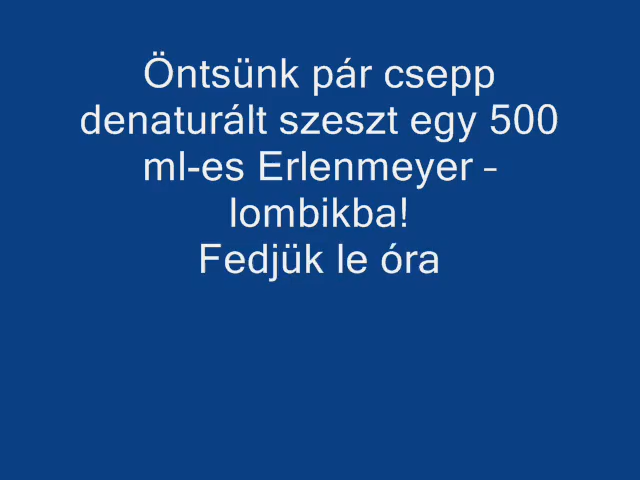 Öntsünk pár csepp
denaturált szeszt egy 500
ml-es Erlenmeyer –
lombikba!
Fedjük le óra